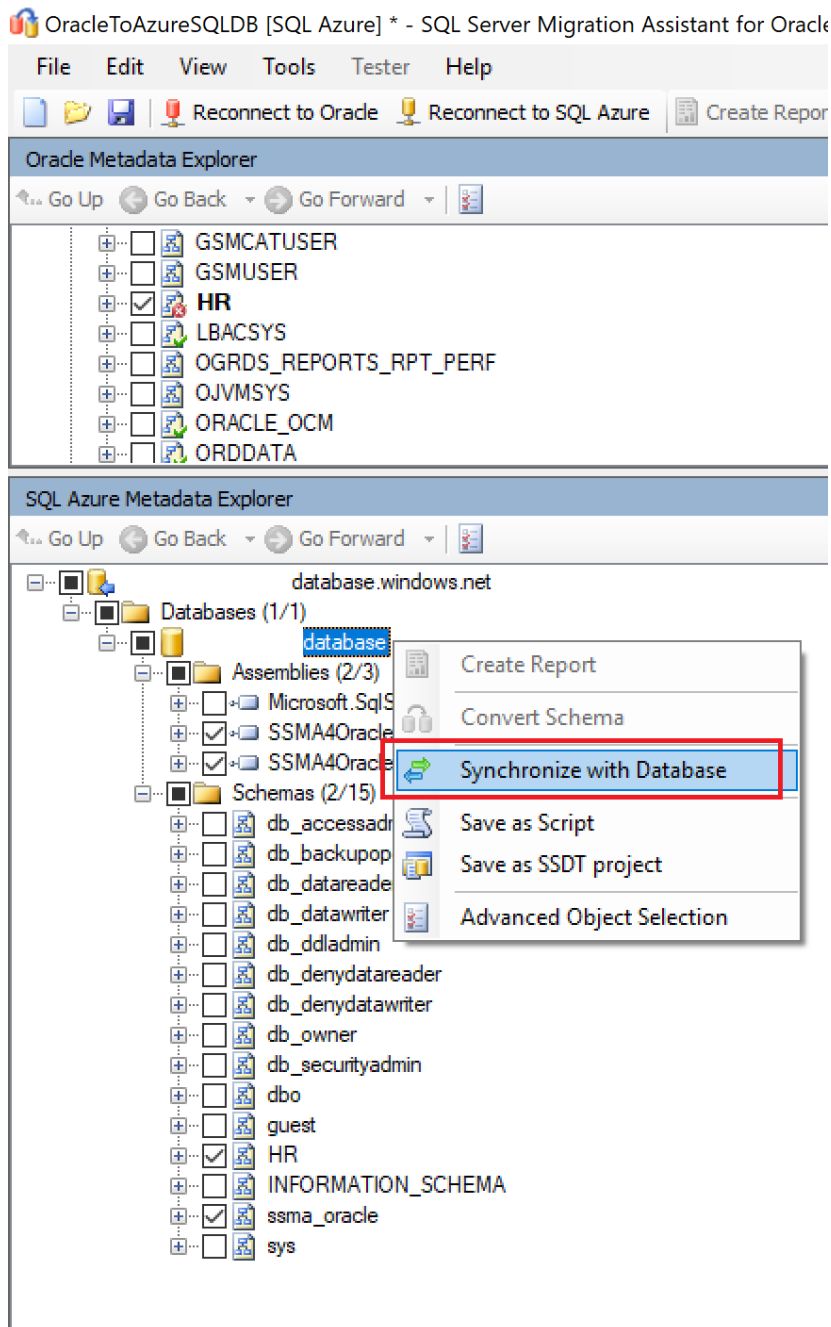 OracleToAzureSQLDB [SQL Azure] * - SQL Server Migration Assistant for Oracle
File Edit View Tools Tester Help
Reconnect to Oracle Reconnect to SQL Azure Create Repor
Oracle Metadata Explorer
Go Up Go Back Go Forward
GSMCATUSER
GSMUSER
HR
LBACSYS
OGRDS_REPORTS_RPT_PERF
OJVMSYS
ORACLE_OCM
ORDDATA
SQL Azure Metadata Explorer
Go Up Go Back Go Forward
database.windows.net
Databases (1/1)
database
Assemblies (2/3)
Microsoft.SqlS
SSMA4Oracle
SSMA4Oracle
Schemas (2/15)
db_accessadr
db_backupop
db_datareade
db_datawriter
db_ddladmin
db_denydatareader
db_denydatawriter
db_owner
db_securityadmin
dbo
guest
HR
INFORMATION_SCHEMA
ssma_oracle
sys
Create Report
Convert Schema
Synchronize with Database
Save as Script
Save as SSDT project
Advanced Object Selection